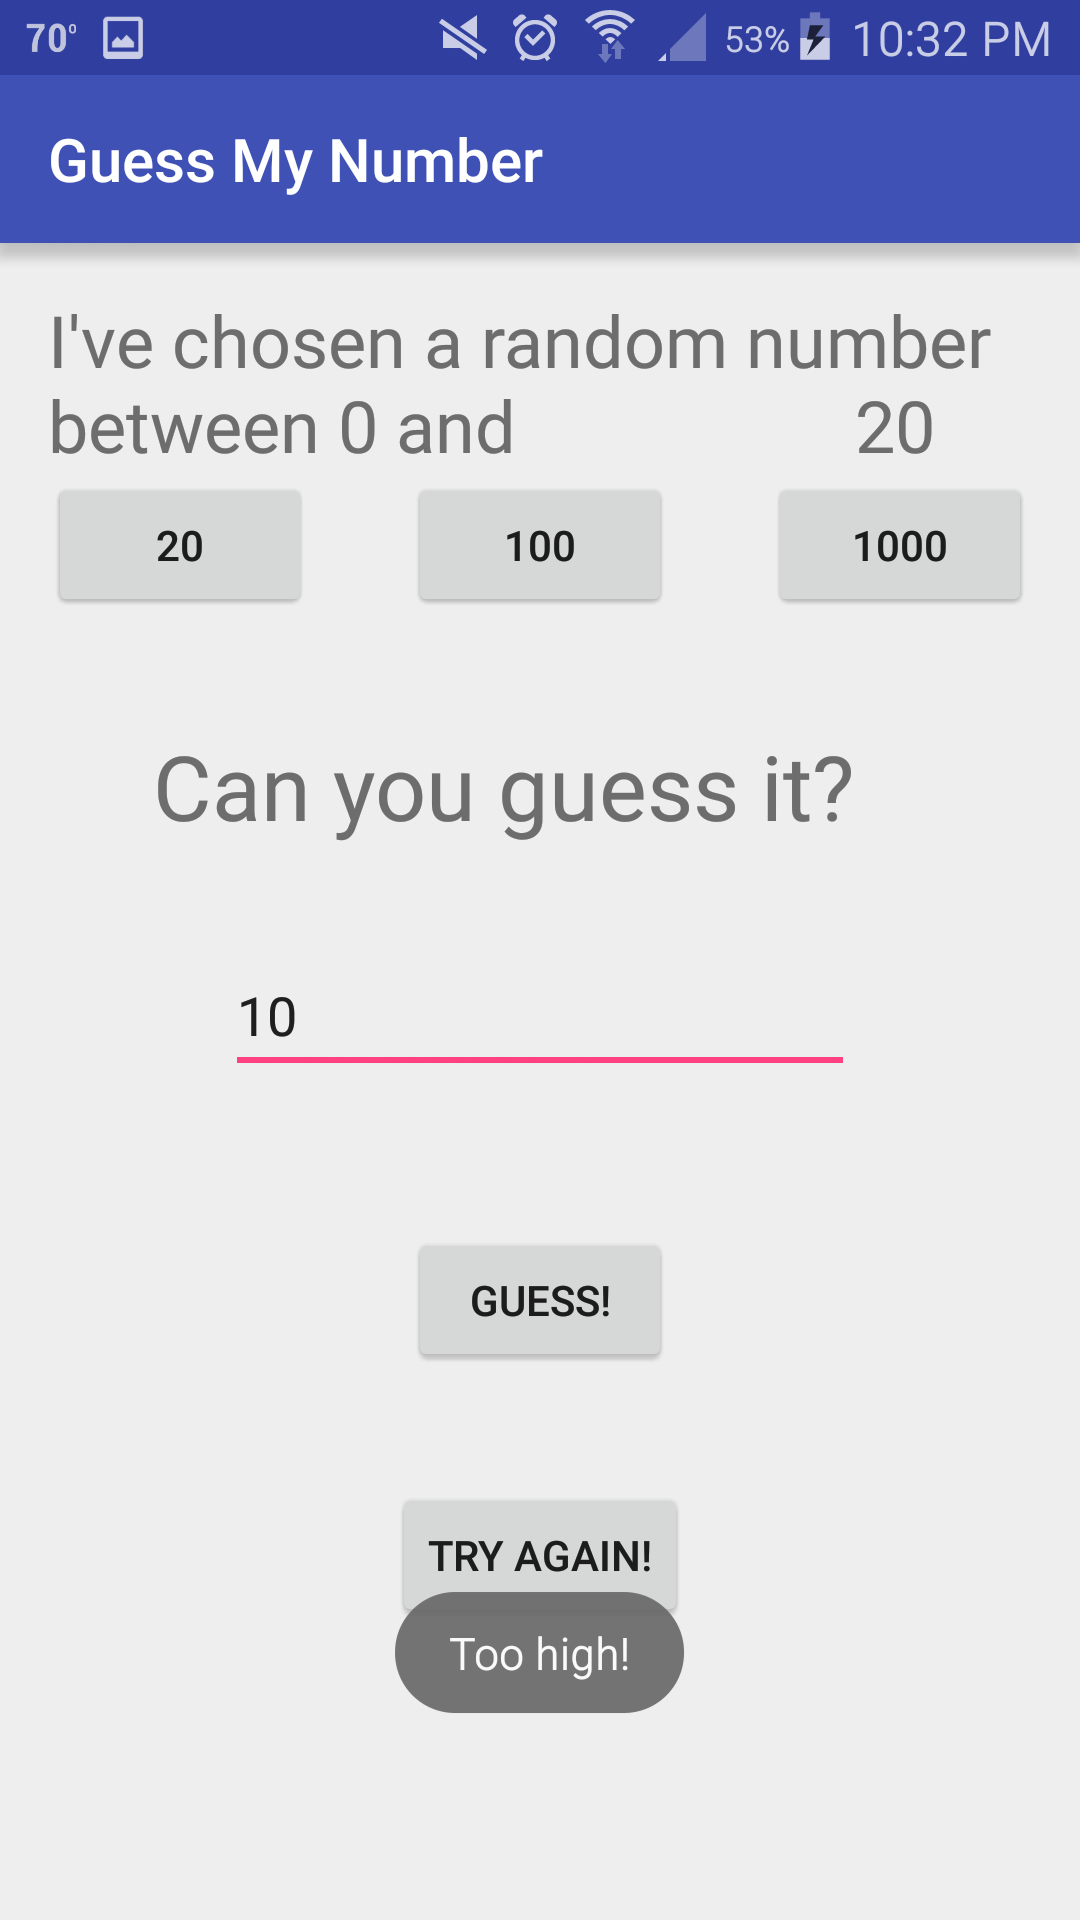 70° 53% 10:32 PM
Guess My Number
I've chosen a random number
between 0 and 20
20 100 1000
Can you guess it?
10
GUESS!
TRY AGAIN!
Too high!